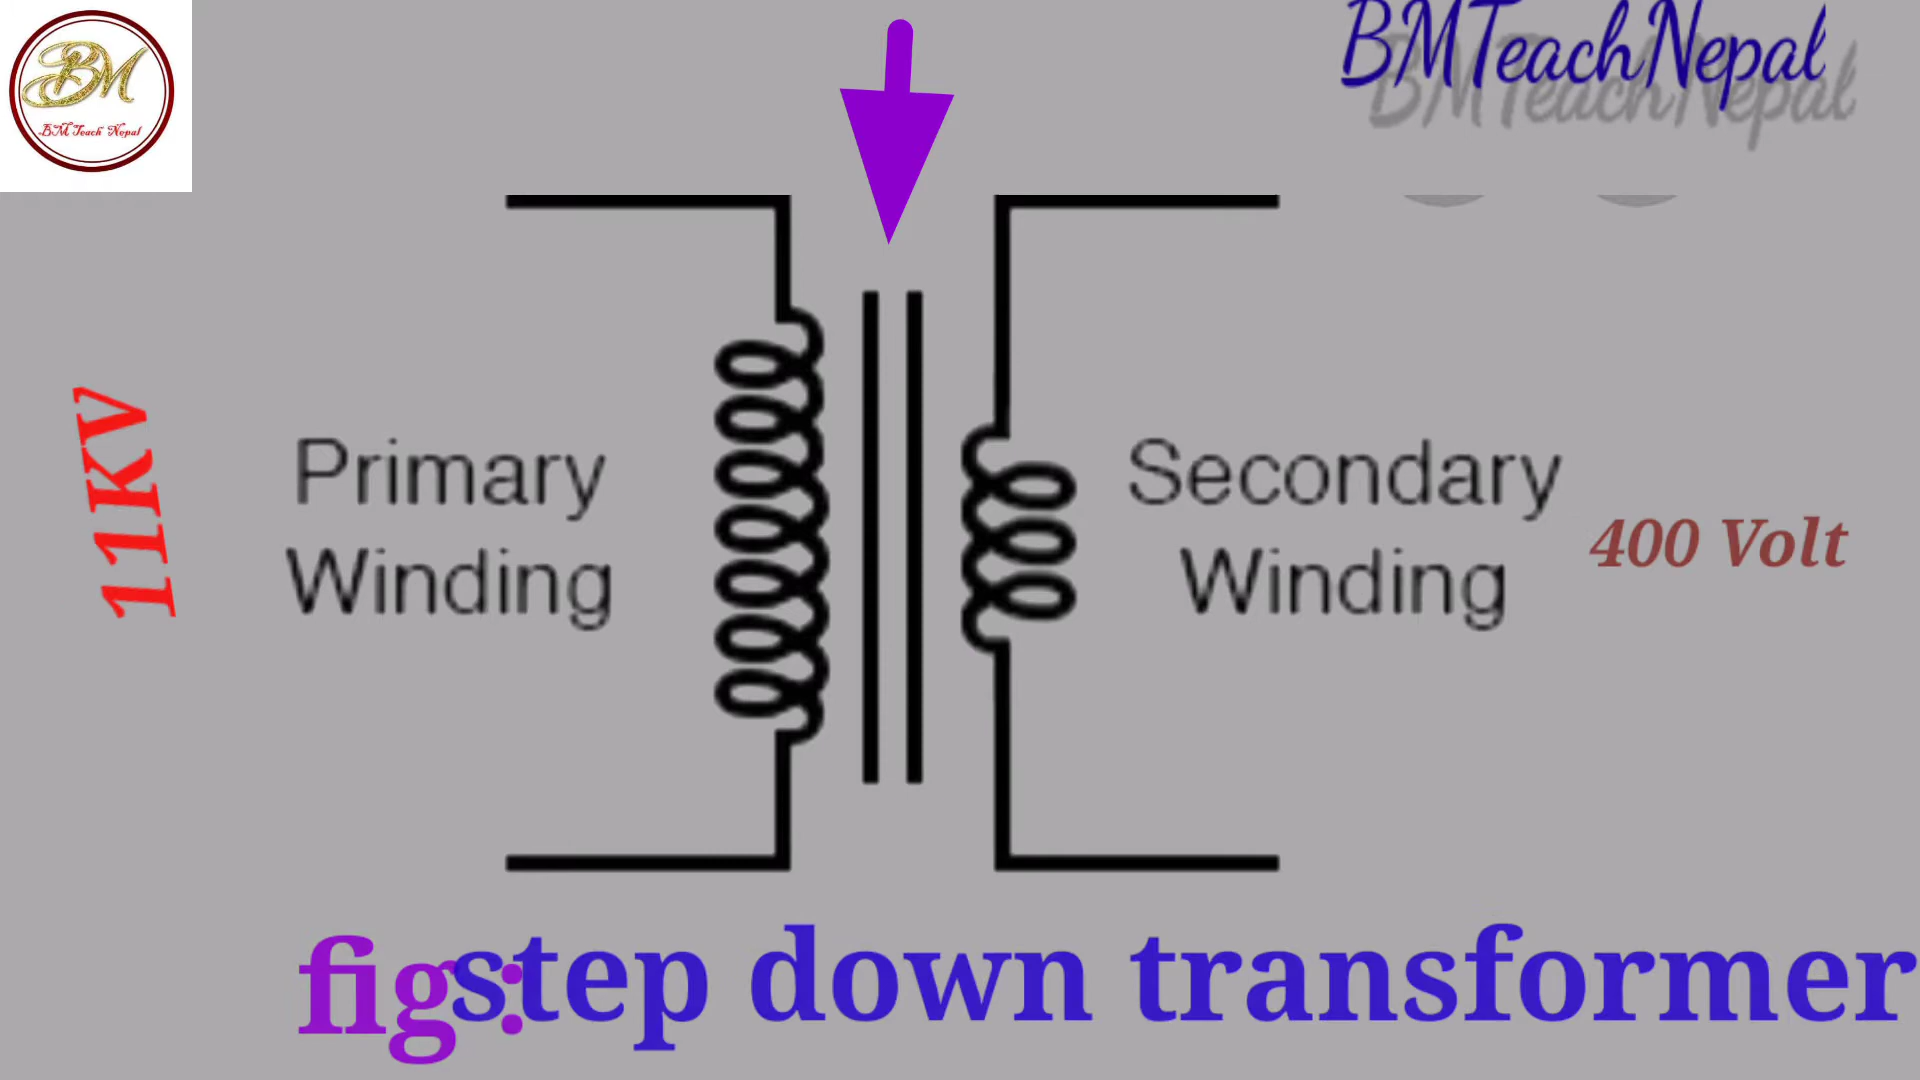 BM
BM Teach Nepal
BMTeachNepal
11KV
Primary
Winding
Secondary
Winding
400 Volt
fig :
step down transformer